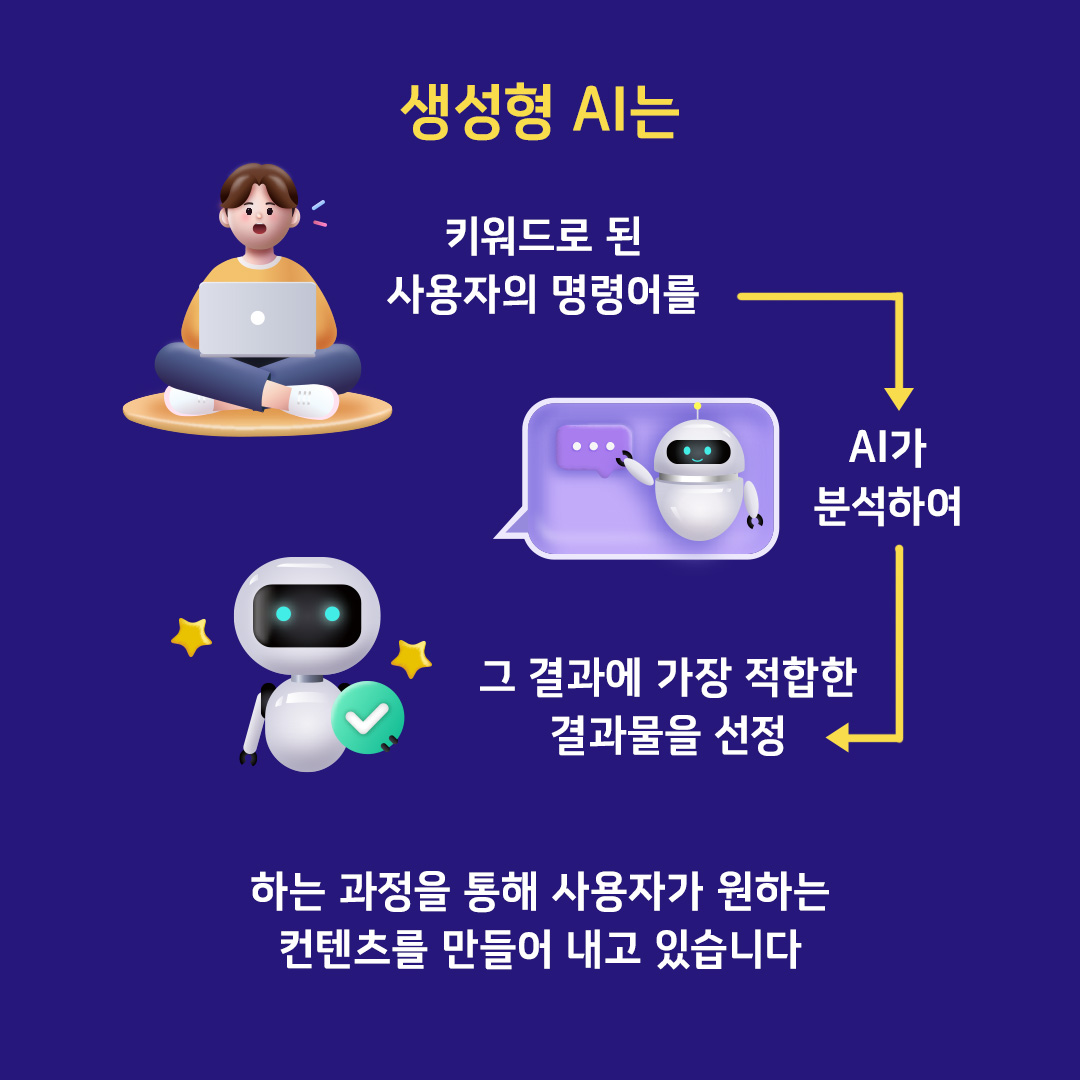 생성형 AI는
키워드로 된
사용자의 명령어를
AI가
분석하여
그 결과에 가장 적합한
결과물을 선정
하는 과정을 통해 사용자가 원하는
컨텐츠를 만들어 내고 있습니다